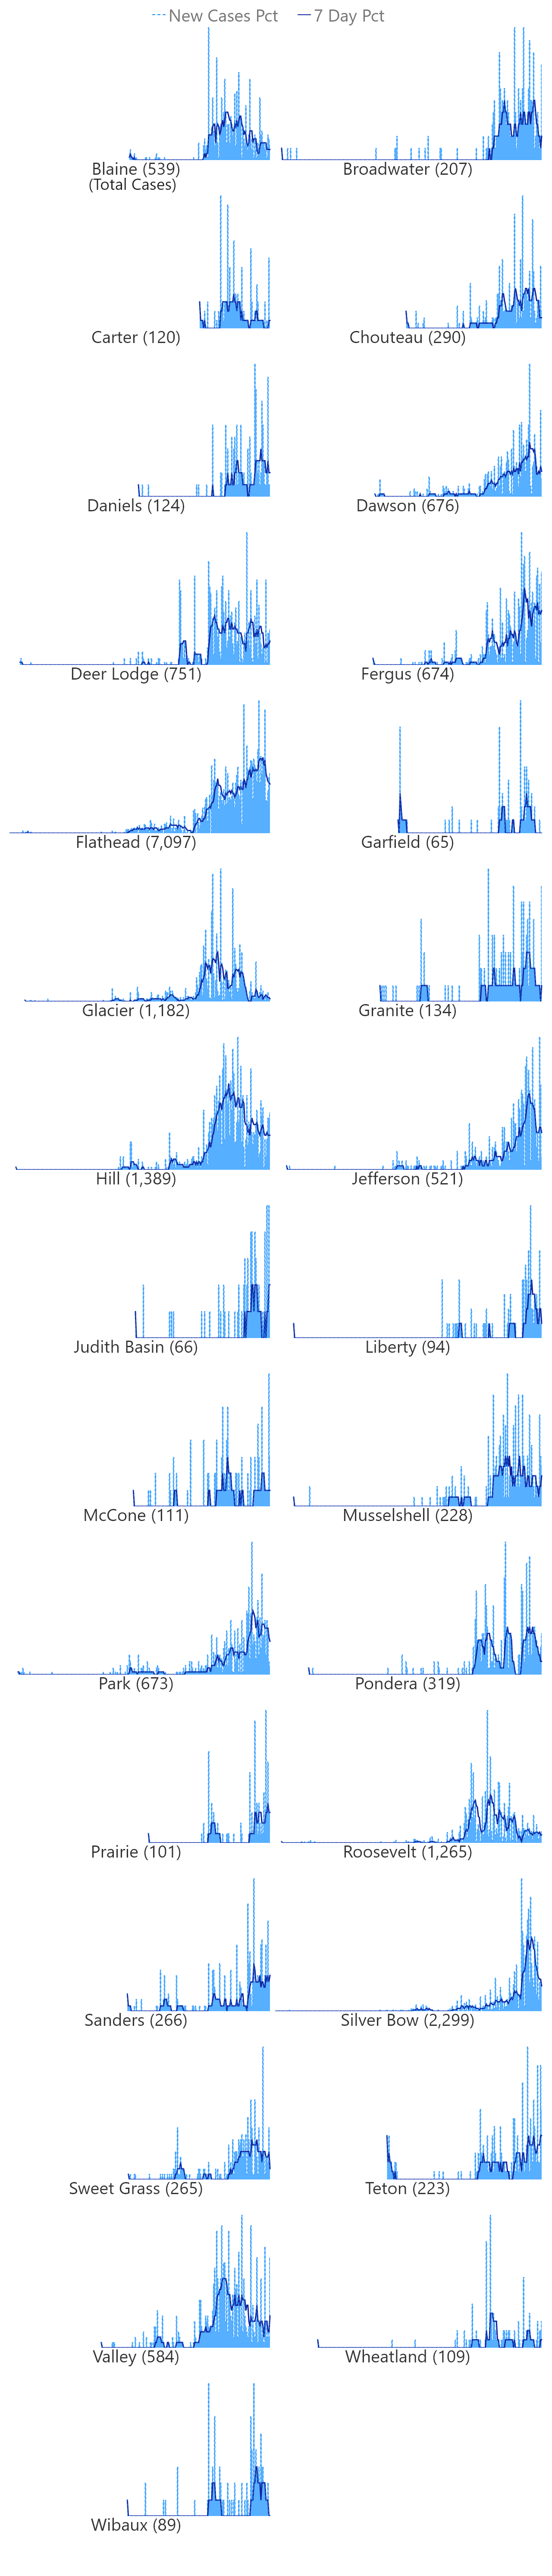 New Cases Pct 7 Day Pct
Blaine (539) Broadwater (207)
(Total Cases)
Carter (120) Chouteau (290)
Daniels (124) Dawson (676)
Deer Lodge (751) Fergus (674)
Flathead (7,097) Garfield (65)
Glacier (1,182) Granite (134)
Hill (1,389) Jefferson (521)
Judith Basin (66) Liberty (94)
McCone (111) Musselshell (228)
Park (673) Pondera (319)
Prairie (101) Roosevelt (1,265)
Sanders (266) Silver Bow (2,299)
Sweet Grass (265) Teton (223)
Valley (584) Wheatland (109)
Wibaux (89)